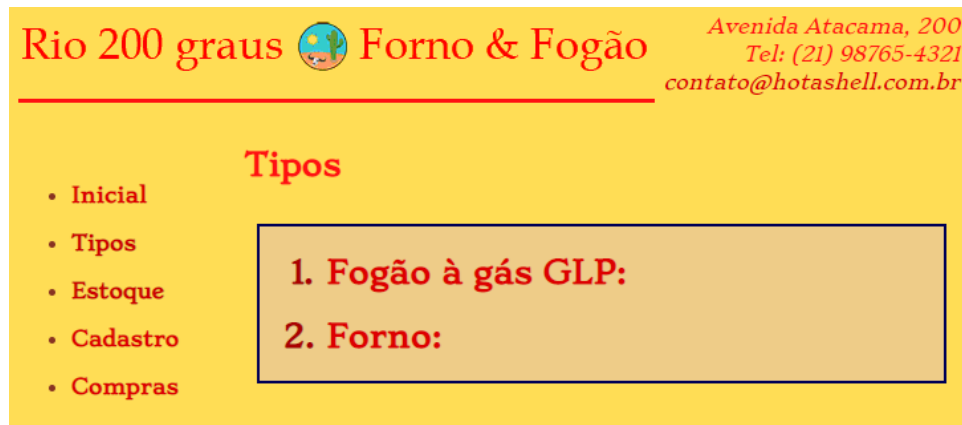 Rio 200 graus Forno & Fogão
Avenida Atacama, 200
Tel: (21) 98765-4321
contato@hotashell.com.br
Inicial
Tipos
Estoque
Cadastro
Compras
Tipos
1. Fogão à gás GLP:
2. Forno: